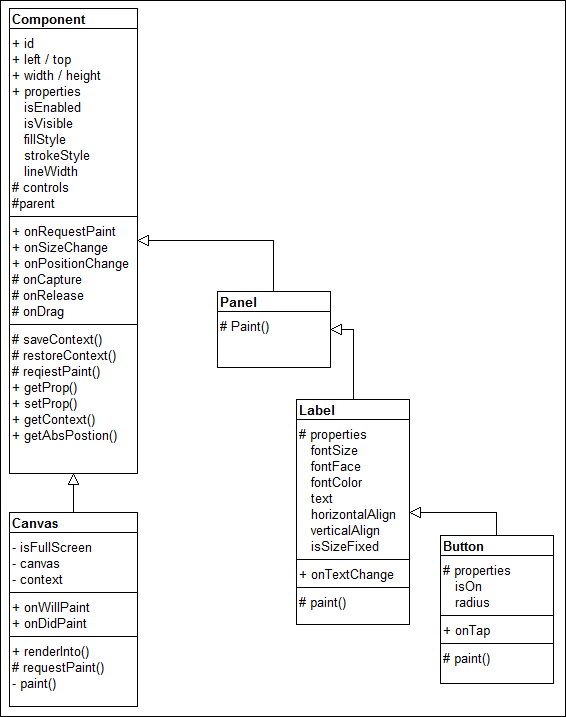 Component
+ id
+ left / top
+ width / height
+ properties
isEnabled
isVisible
fillStyle
strokeStyle
lineWidth
# controls
#parent
+ onRequestPaint
+ onSizeChange
+ onPositionChange
# onCapture
# onRelease
# onDrag
# saveContext()
# restoreContext()
# reqiestPaint()
+ getProp()
+ setProp()
+ getContext()
+ getAbsPostion()
Panel
# Paint()
Label
# properties
fontSize
fontFace
fontColor
text
horizontalAlign
verticalAlign
isSizeFixed
+ onTextChange
# paint()
Button
# properties
isOn
radius
+ onTap
# paint()
Canvas
- isFullScreen
- canvas
- context
+ onWillPaint
+ onDidPaint
+ renderInto()
# requestPaint()
- paint()